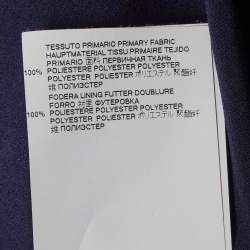 TESSUTO PRIMARIO PRIMARY FABRIC
HAUPTMATERIAL TISSU PRIMAIRE TEJIDO
PRIMARIO 面料 ПЕРВИЧНАЯ ТКАНЬ
100% POLIESTERE POLYESTER POLYESTER
POLYESTER POLIESTER ポリエステル 聚酯纤
维 ПОЛИЭСТЕР
FODERA LINING FUTTER DOUBLURE
FORRO 里 ФУТЕРОВКА
100% POLIESTERE POLYESTER POLYESTER
POLYESTER POLIESTER ポリエステル 聚酯纤
维 ПОЛИЭСТЕР